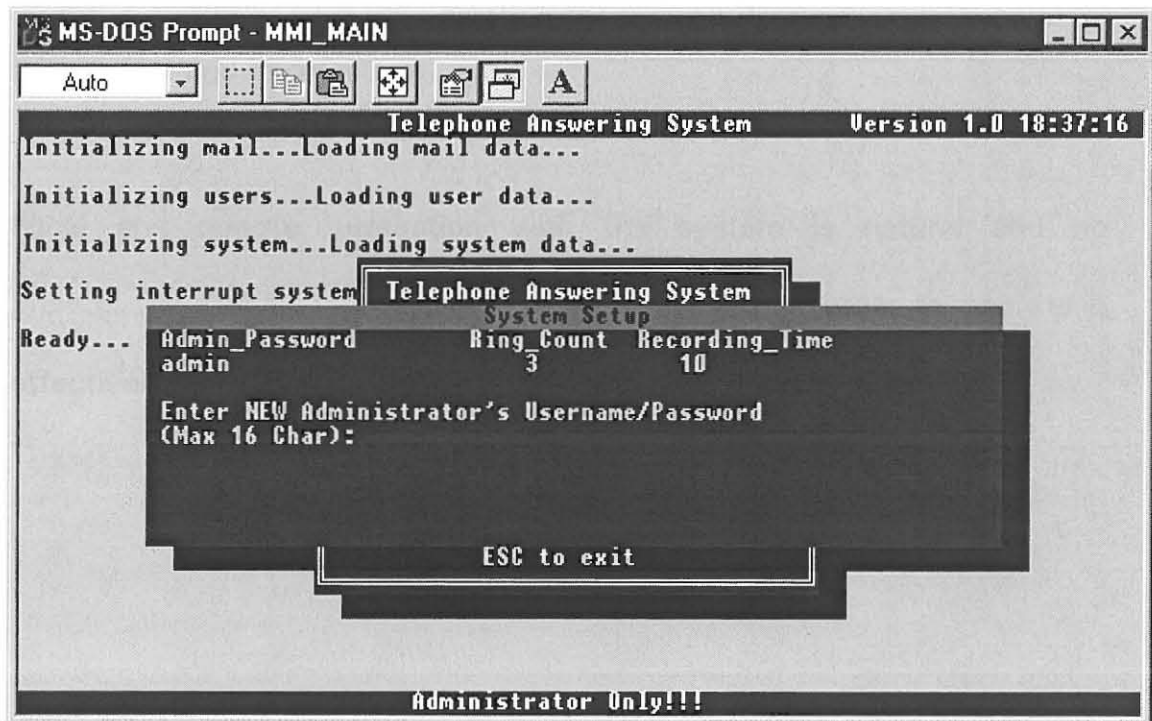 MS-DOS Prompt - MMI_MAIN
Auto
A
Telephone Answering System Version 1.0 18:37:16
Initializing mail...Loading mail data...
Initializing users...Loading user data...
Initializing system...Loading system data...
Setting interrupt system
Telephone Answering System
System Setup
Ready...
Admin_Password Ring_Count Recording_Time
admin 3 10
Enter NEW Administrator's Username/Password
(Max 16 Char):
ESC to exit
Administrator Only!!!